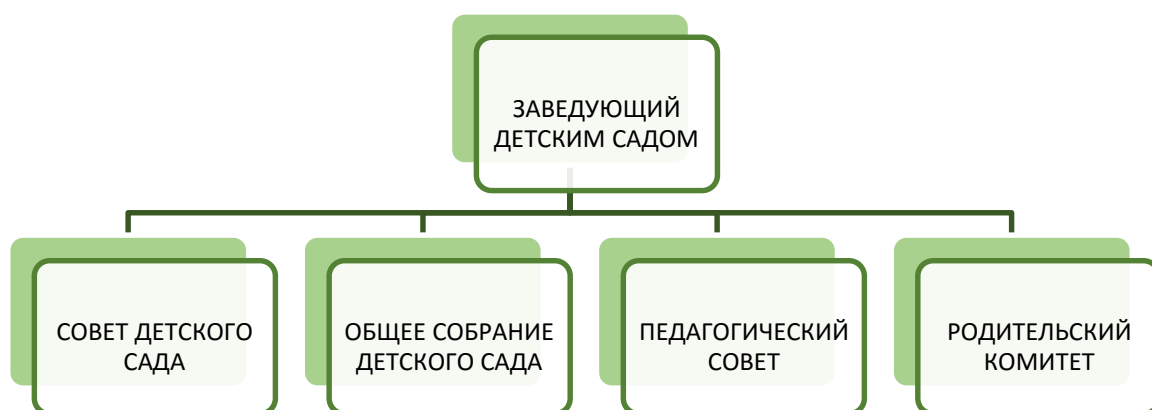 ЗАВЕДУЮЩИЙ
ДЕТСКИМ САДОМ
СОВЕТ ДЕТСКОГО
САДА
ОБЩЕЕ СОБРАНИЕ
ДЕТСКОГО САДА
ПЕДАГОГИЧЕСКИЙ
СОВЕТ
РОДИТЕЛЬСКИЙ
КОМИТЕТ